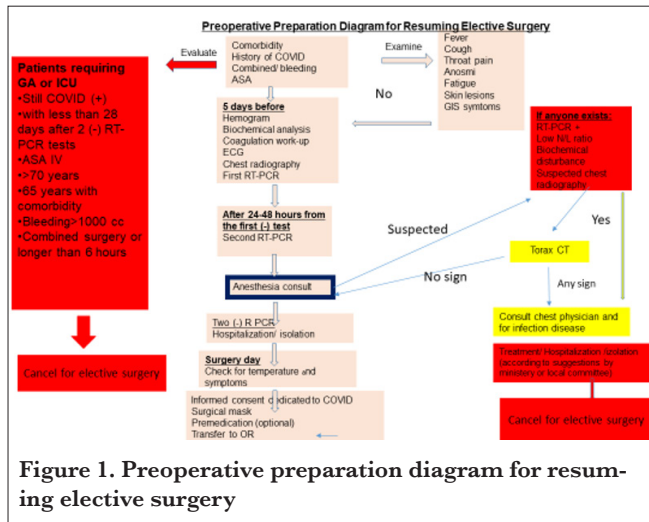 Preoperative Preparation Diagram for Resuming Elective Surgery
Evaluate
Comorbidity
History of COVID
Combined/ bleeding
ASA
Examine
Fever
Cough
Throat pain
Anosmi
Fatigue
Skin lesions
GIS symtoms
No
Patients requiring
GA or ICU
•Still COVID (+)
•with less than 28
days after 2 (-) RT-
PCR tests
•ASA IV
•>70 years
•65 years with
comorbidity
•Bleeding>1000 cc
•Combined surgery or
longer than 6 hours
Cancel for elective surgery
5 days before
Hemogram
Biochemical analysis
Coagulation work-up
ECG
Chest radiography
First RT-PCR
After 24-48 hours from
the first (-) test
Second RT-PCR
Anesthesia consult
Two (-) R PCR
Hospitalization/ isolation
Surgery day
Check for temperature and
symptoms
Informed consent dedicated to COVID
Surgical mask
Premedication (optional)
Transfer to OR
Suspected
No sign
if anyone exists:
RT-PCR +
Low N/L ratio
Biochemical
disturbance
Suspected chest
radiography
Yes
Torax CT
Any sign
Consult chest physician and
for infection disease
Treatment/ Hospitalization /izolation
(according to suggestions by
ministry or local committee)
Cancel for elective surgery
Figure 1. Preoperative preparation diagram for resum-
ing elective surgery